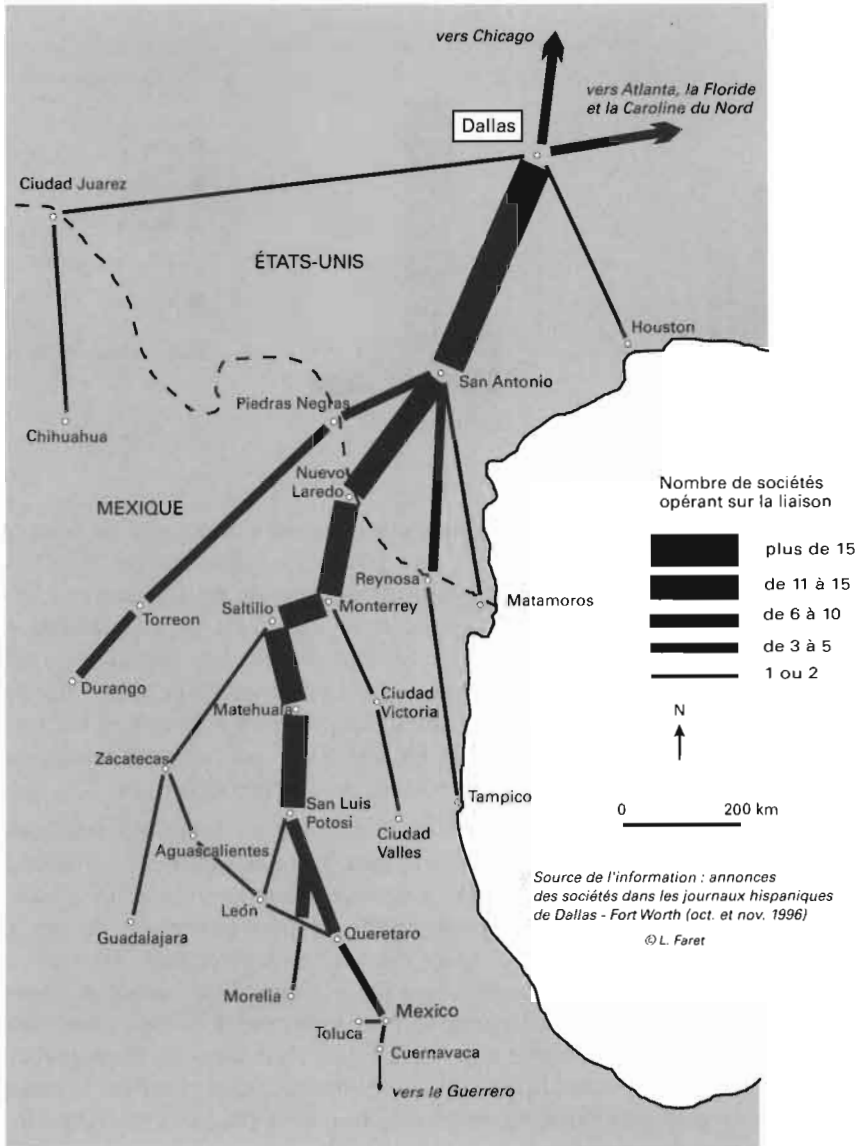 vers Chicago
vers Atlanta, la Floride
et la Caroline du Nord
Dallas
Ciudad Juarez
ÉTATS-UNIS
Houston
San Antonio
Piedras Negras
Chihuahua
Nuevo
Laredo
MEXIQUE
Nombre de sociétés
opérant sur la liaison
plus de 15
de 11 à 15
de 6 à 10
de 3 à 5
1 ou 2
Reynosa
Matamoros
Saltillo
Monterrey
Torreon
Durango
Ciudad
Victoria
Matehuala
N
Zacatecas
Tampico
0 200 km
San Luis
Potosi
Ciudad
Valles
Aguascalientes
Source de l'information : annonces
des sociétés dans les journaux hispaniques
de Dallas - Fort Worth (oct. et nov. 1996)
© L. Faret
León
Guadalajara
Queretaro
Morelia
Mexico
Toluca
Cuernavaca
vers le Guerrero